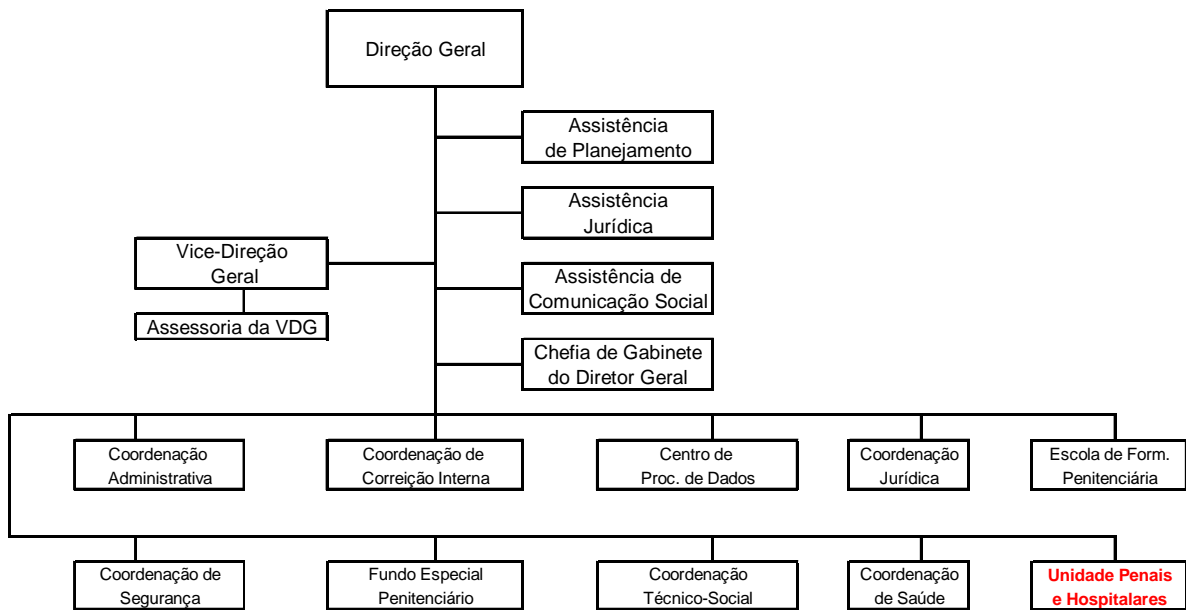 Direção Geral
Assistência
de Planejamento
Assistência
Jurídica
Vice-Direção
Geral
Assistência de
Comunicação Social
Assessoria da VDG
Chefia de Gabinete
do Diretor Geral
Coordenação
Administrativa
Coordenação de
Correição Interna
Centro de
Proc. de Dados
Coordenação
Jurídica
Escola de Form.
Penitenciária
Coordenação de
Segurança
Fundo Especial
Penitenciário
Coordenação
Técnico-Social
Coordenação
de Saúde
Unidade Penais
e Hospitalares